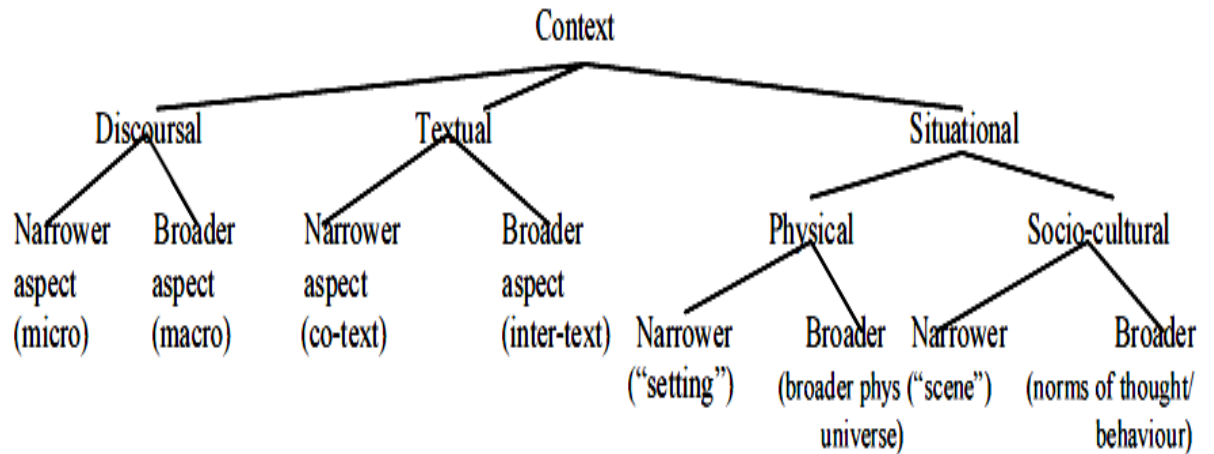 Context
Discoursal Textual Situational
Narrower Broader Narrower Broader Physical Socio-cultural
aspect aspect aspect aspect
(micro) (macro) (co-text) (inter-text) Narrower Broader Narrower Broader
(“setting”) (broader phys (“scene”) (norms of thought/
universe) behaviour)